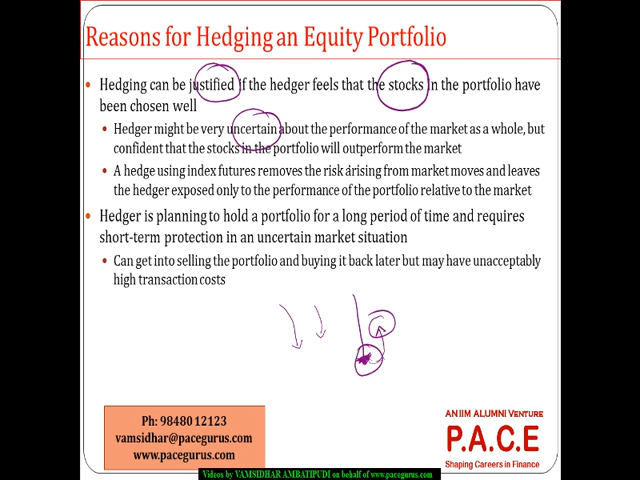 Reasons for Hedging an Equity Portfolio
Hedging can be justified if the hedger feels that the stocks in the portfolio have
been chosen well
Hedger might be very uncertain about the performance of the market as a whole, but
confident that the stocks in the portfolio will outperform the market
A hedge using index futures removes the risk arising from market moves and leaves
the hedger exposed only to the performance of the portfolio relative to the market
Hedger is planning to hold a portfolio for a long period of time and requires
short-term protection in an uncertain market situation
Can get into selling the portfolio and buying it back later but may have unacceptably
high transaction costs
Ph: 98480 12123
vamsidhar@pacegurus.com
www.pacegurus.com
AN IIM ALUMNI VENTURE
P.A.C.E
Shaping Careers in Finance
Videos by VAMSIDHAR AMBATIPUDI on behalf of www.pacegurus.com